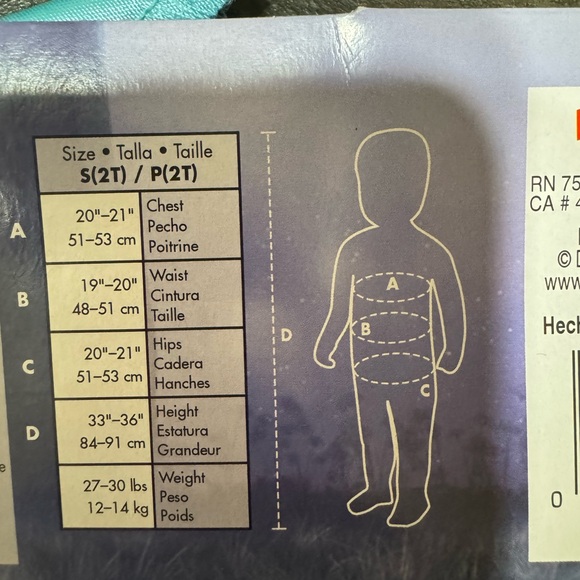 Size • Talla • Taille
S(2T) / P(2T)
A
20"–21"
51–53 cm
Chest
Pecho
Poitrine
B
19"–20"
48–51 cm
Waist
Cintura
Taille
C
20"–21"
51–53 cm
Hips
Cadera
Hanches
D
33"–36"
84–91 cm
Height
Estatura
Grandeur
27–30 lbs
12–14 kg
Weight
Peso
Poids
D
A
B
C
RN 75
CA # 4
©
www
Hech
0
e